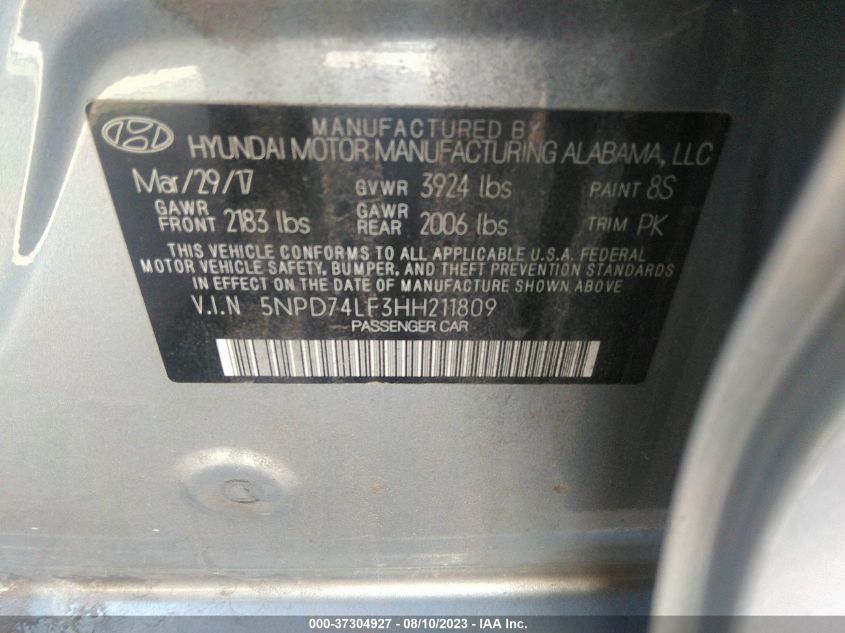 MANUFACTURED BY
HYUNDAI MOTOR MANUFACTURING ALABAMA, LLC
Mar/29/17 GVWR 3924 lbs PAINT 8S
GAWR FRONT 2183 lbs GAWR REAR 2006 lbs TRIM PK
THIS VEHICLE CONFORMS TO ALL APPLICABLE U.S.A. FEDERAL
MOTOR VEHICLE SAFETY, BUMPER, AND THEFT PREVENTION STANDARDS
IN EFFECT ON THE DATE OF MANUFACTURE SHOWN ABOVE
V.I.N 5NPD74LF3HH211809
PASSENGER CAR
000-37304927 - 08/10/2023 - IAA Inc.